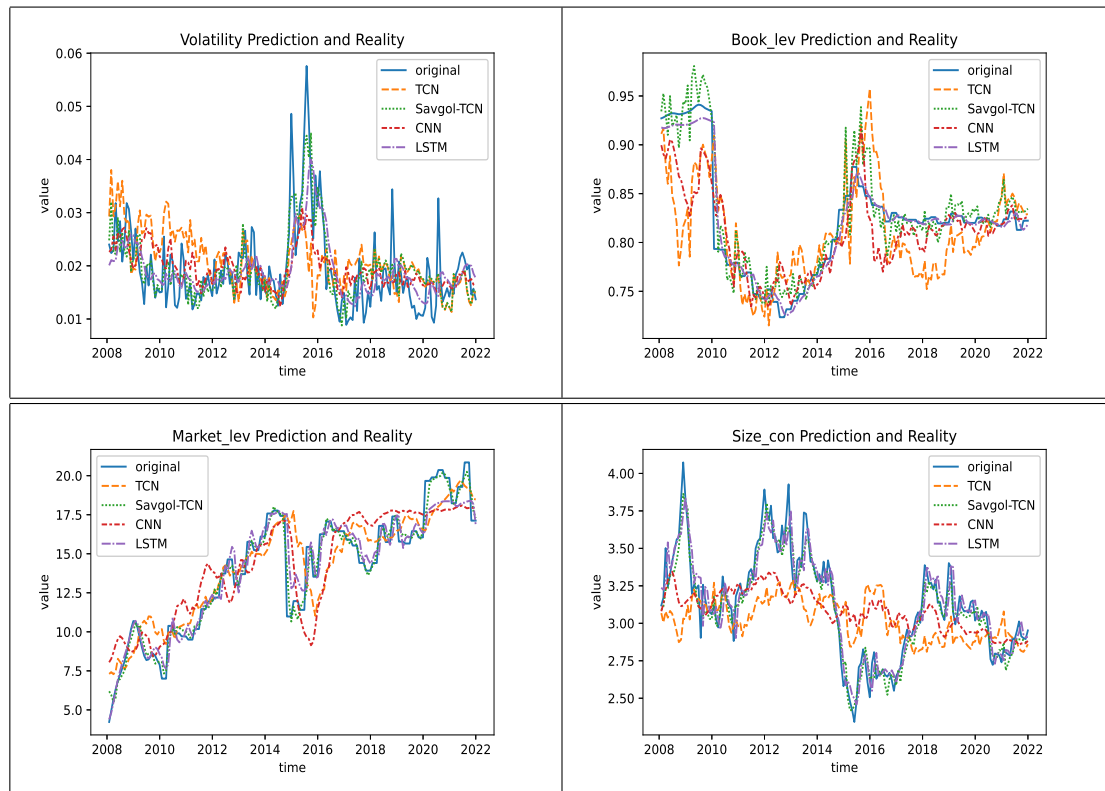 Volatility Prediction and Reality
0.06
0.05
0.04
0.03
0.02
0.01
value
original
TCN
Savgol-TCN
CNN
LSTM
2008 2010 2012 2014 2016 2018 2020 2022
time
Book_lev Prediction and Reality
0.95
0.90
0.85
0.80
0.75
value
original
TCN
Savgol-TCN
CNN
LSTM
2008 2010 2012 2014 2016 2018 2020 2022
time
Market_lev Prediction and Reality
20.0
17.5
15.0
12.5
10.0
7.5
5.0
value
original
TCN
Savgol-TCN
CNN
LSTM
2008 2010 2012 2014 2016 2018 2020 2022
time
Size_con Prediction and Reality
4.00
3.75
3.50
3.25
3.00
2.75
2.50
value
original
TCN
Savgol-TCN
CNN
LSTM
2008 2010 2012 2014 2016 2018 2020 2022
time